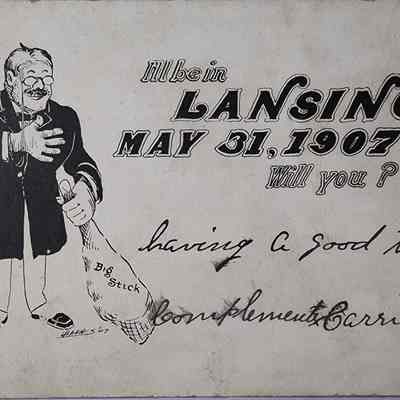 I'll be in
LANSING
MAY 31, 1907
Will you?
having a good
Big
Stick
Complements Carri